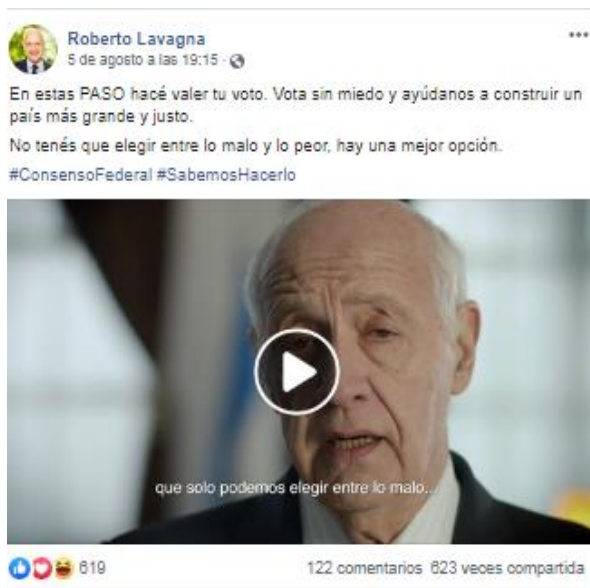 Roberto Lavagna
5 de agosto a las 19:15 ·
En estas PASO hacé valer tu voto. Vota sin miedo y ayúdanos a construir un
país más grande y justo.
No tenés que elegir entre lo malo y lo peor, hay una mejor opción.
#ConsensoFederal #SabemosHacerlo
que solo podemos elegir entre lo malo...
619
122 comentarios 623 veces compartida